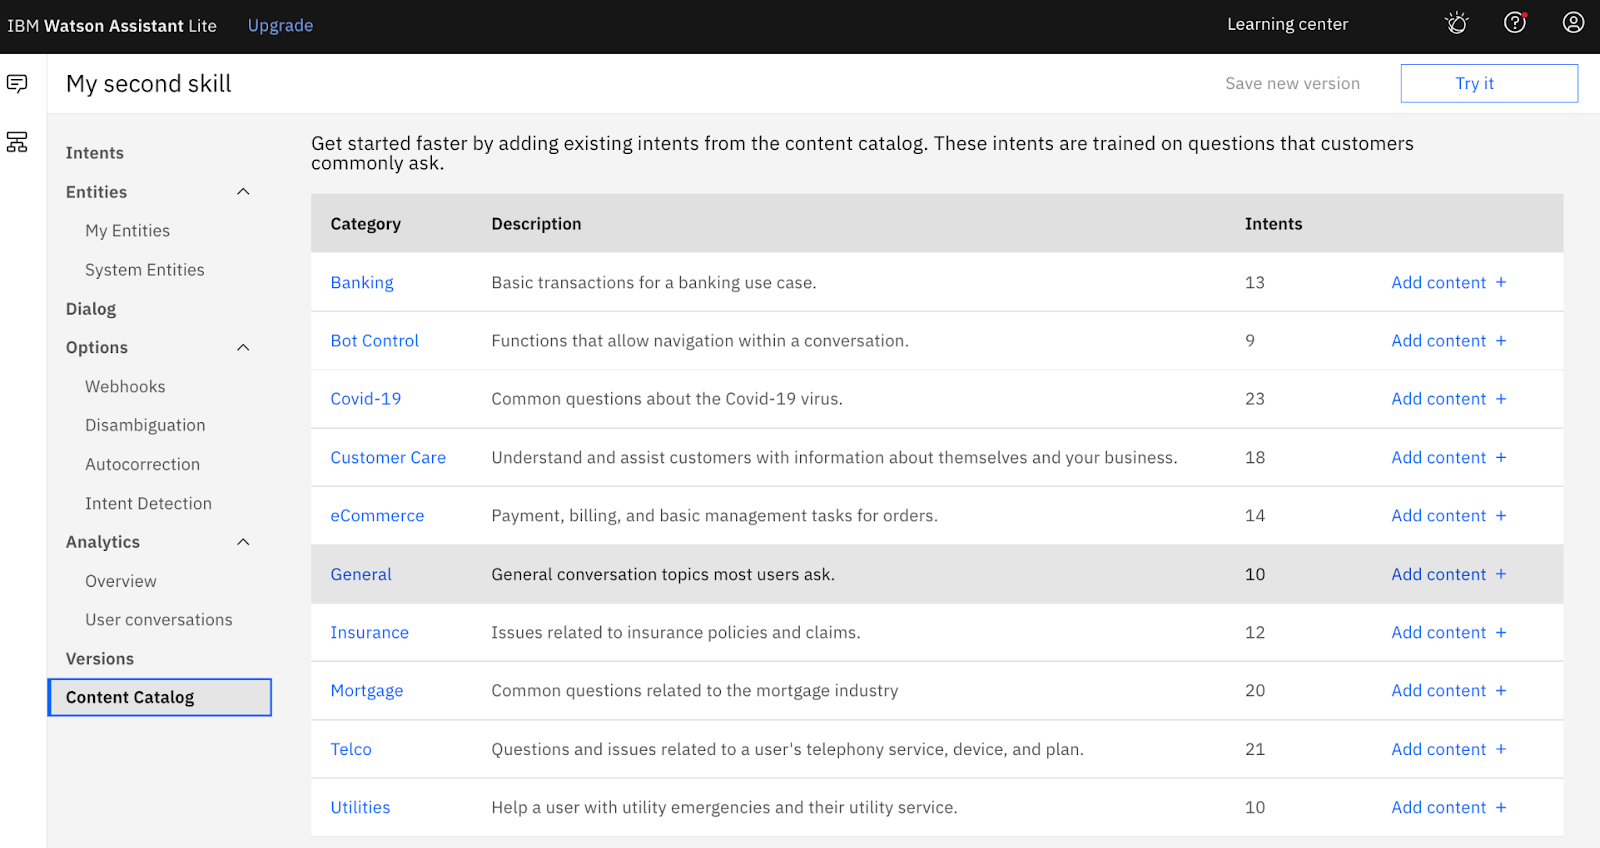 IBM Watson Assistant Lite Upgrade Learning center
My second skill Save new version Try it
Intents
Entities
My Entities
System Entities
Dialog
Options
Webhooks
Disambiguation
Autocorrection
Intent Detection
Analytics
Overview
User conversations
Versions
Content Catalog
Get started faster by adding existing intents from the content catalog. These intents are trained on questions that customers
commonly ask.
Category Description Intents
Banking Basic transactions for a banking use case. 13 Add content +
Bot Control Functions that allow navigation within a conversation. 9 Add content +
Covid-19 Common questions about the Covid-19 virus. 23 Add content +
Customer Care Understand and assist customers with information about themselves and your business. 18 Add content +
eCommerce Payment, billing, and basic management tasks for orders. 14 Add content +
General General conversation topics most users ask. 10 Add content +
Insurance Issues related to insurance policies and claims. 12 Add content +
Mortgage Common questions related to the mortgage industry 20 Add content +
Telco Questions and issues related to a user's telephony service, device, and plan. 21 Add content +
Utilities Help a user with utility emergencies and their utility service. 10 Add content +